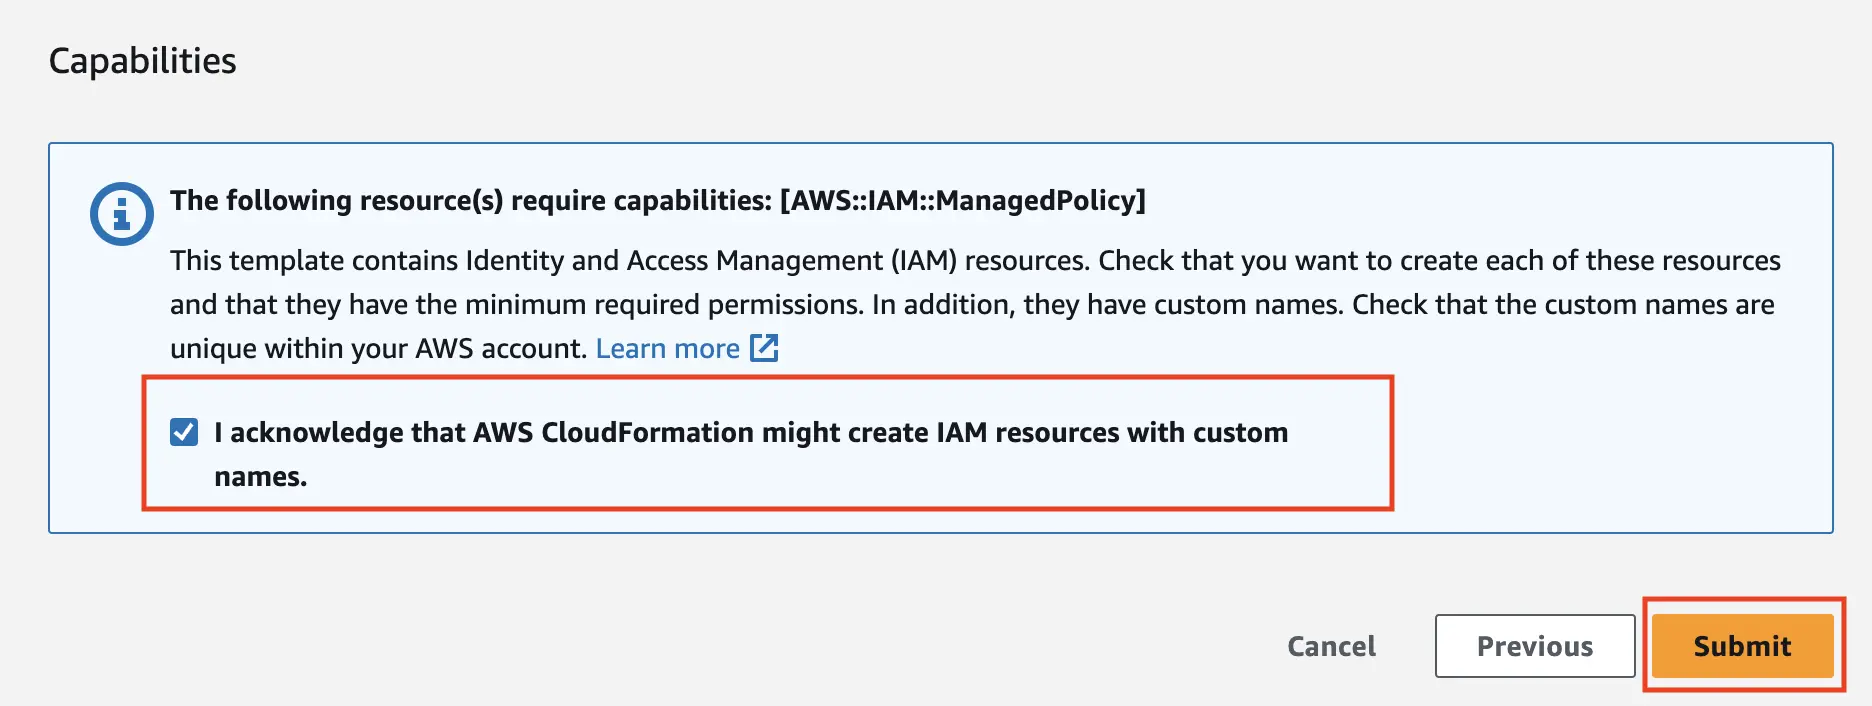 Capabilities
The following resource(s) require capabilities: [AWS::IAM::ManagedPolicy]
This template contains Identity and Access Management (IAM) resources. Check that you want to create each of these resources
and that they have the minimum required permissions. In addition, they have custom names. Check that the custom names are
unique within your AWS account. Learn more
I acknowledge that AWS CloudFormation might create IAM resources with custom
names.
Cancel
Previous
Submit